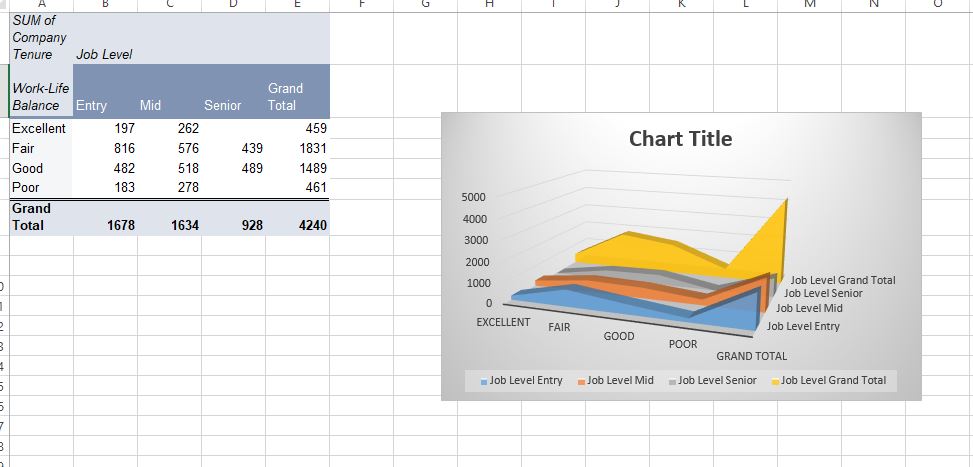 A B C D E F G H I J K L M N O
SUM of
Company
Tenure Job Level
Work-Life Grand
Balance Entry Mid Senior Total
Excellent 197 262 459
Fair 816 576 439 1831
Good 482 518 489 1489
Poor 183 278 461
Grand
Total 1678 1634 928 4240
Chart Title
5000
4000
3000
2000
1000
0
EXCELLENT
FAIR
GOOD
POOR
GRAND TOTAL
Job Level Grand Total
Job Level Senior
Job Level Mid
Job Level Entry
Job Level Entry Job Level Mid Job Level Senior Job Level Grand Total